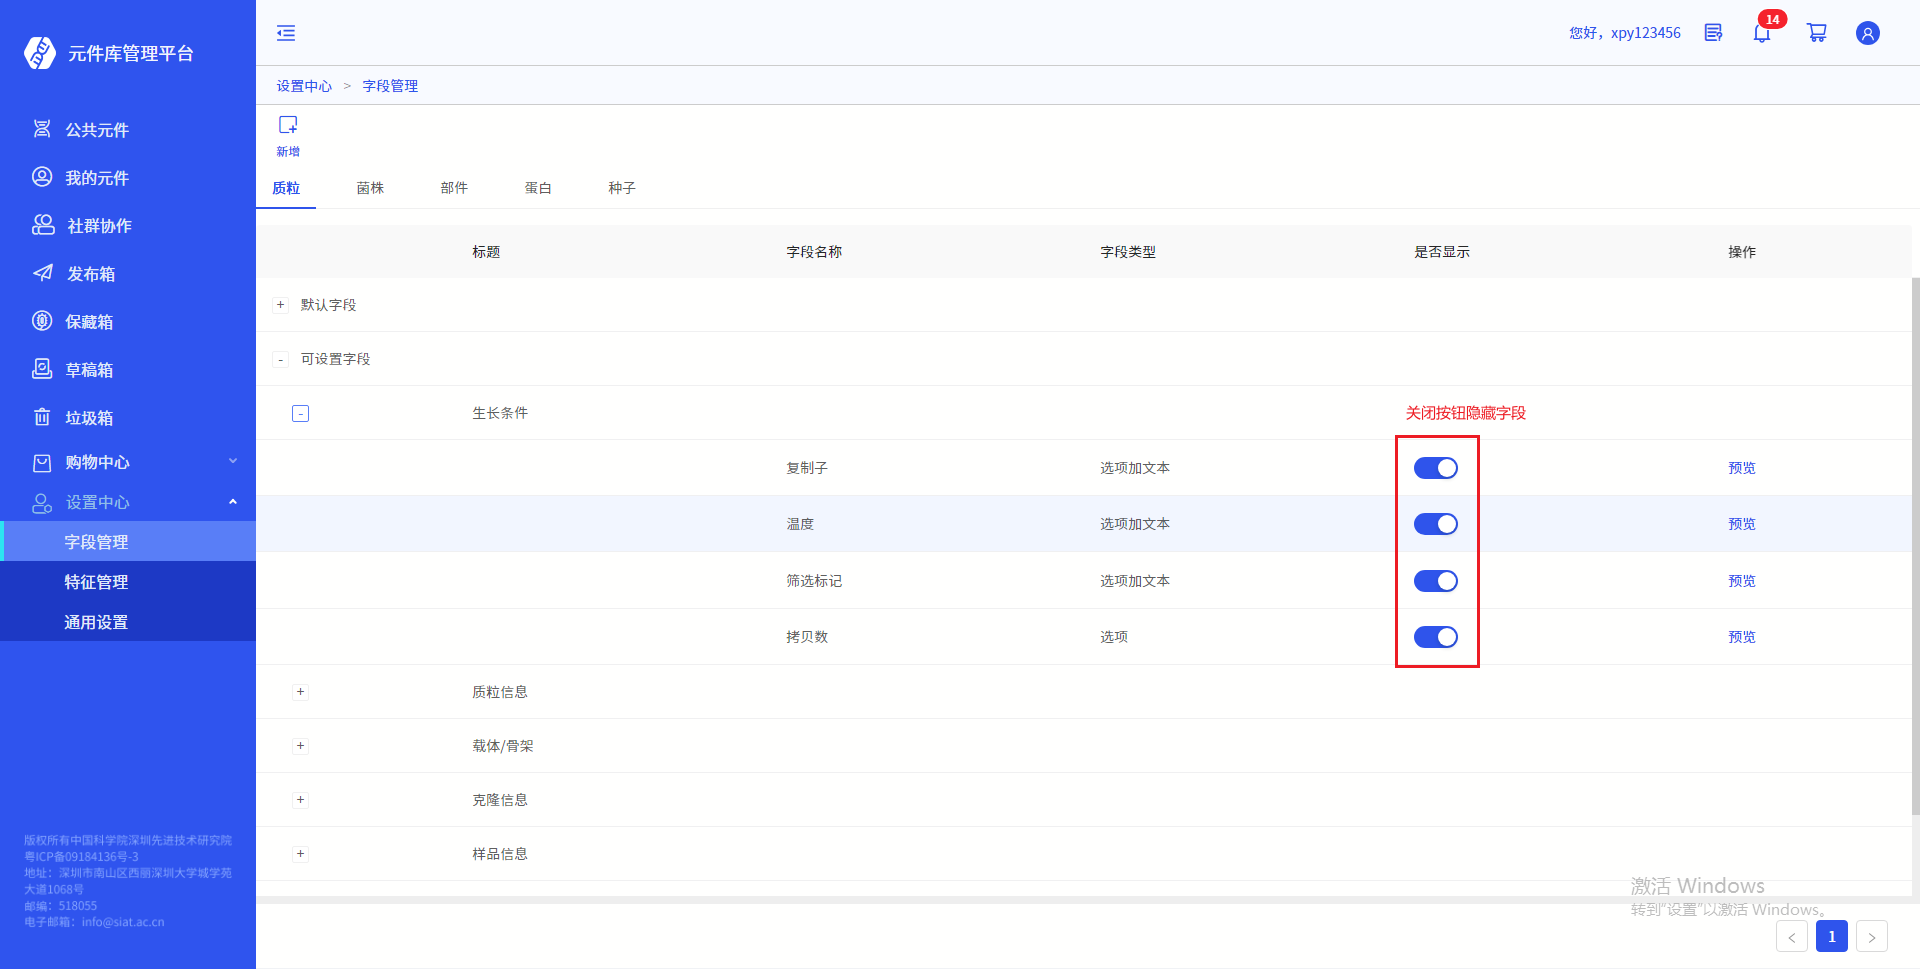 元件库管理平台
您好，xpy123456
14
公共元件
我的元件
社群协作
发布箱
保藏箱
草稿箱
垃圾箱
购物中心
设置中心
字段管理
特征管理
通用设置
版权所有中国科学院深圳先进技术研究院
粤ICP备09184136号-3
地址：深圳市南山区西丽深圳大学城学苑
大道1068号
邮编：518055
电子邮箱：info@siat.ac.cn
设置中心 > 字段管理
新增
质粒 菌株 部件 蛋白 种子
标题 字段名称 字段类型 是否显示 操作
+ 默认字段
- 可设置字段
- 生长条件 关闭按钮隐藏字段
复制子 选项加文本 预览
温度 选项加文本 预览
筛选标记 选项加文本 预览
拷贝数 选项 预览
+ 质粒信息
+ 载体/骨架
+ 克隆信息
+ 样品信息
激活 Windows
转到“设置”以激活 Windows。
< 1 >